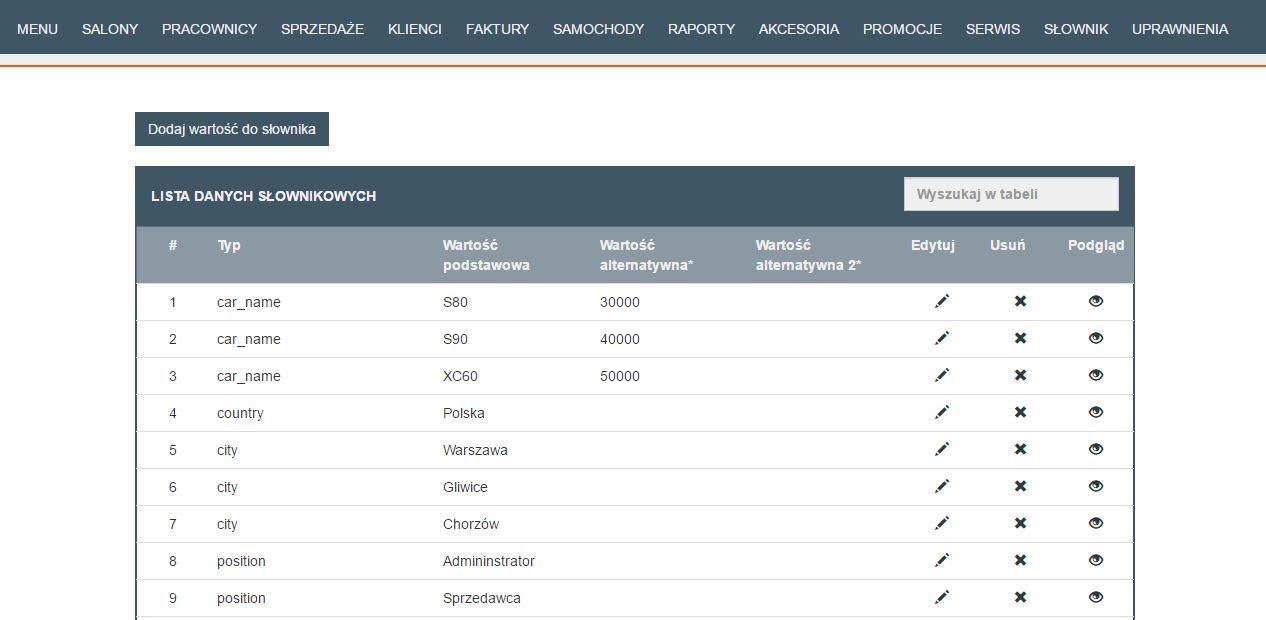 MENU SALONY PRACOWNICY SPRZEDAŻE KLIENCI FAKTURY SAMOCHODY RAPORTY AKCESORIA PROMOCJE SERWIS SŁOWNIK UPRAWNIENIA
Dodaj wartość do słownika
LISTA DANYCH SŁOWNIKOWYCH Wyszukaj w tabeli
# Typ Wartość podstawowa Wartość alternatywna* Wartość alternatywna 2* Edytuj Usuń Podgląd
1 car_name S80 30000
2 car_name S90 40000
3 car_name XC60 50000
4 country Polska
5 city Warszawa
6 city Gliwice
7 city Chorzów
8 position Admininstrator
9 position Sprzedawca